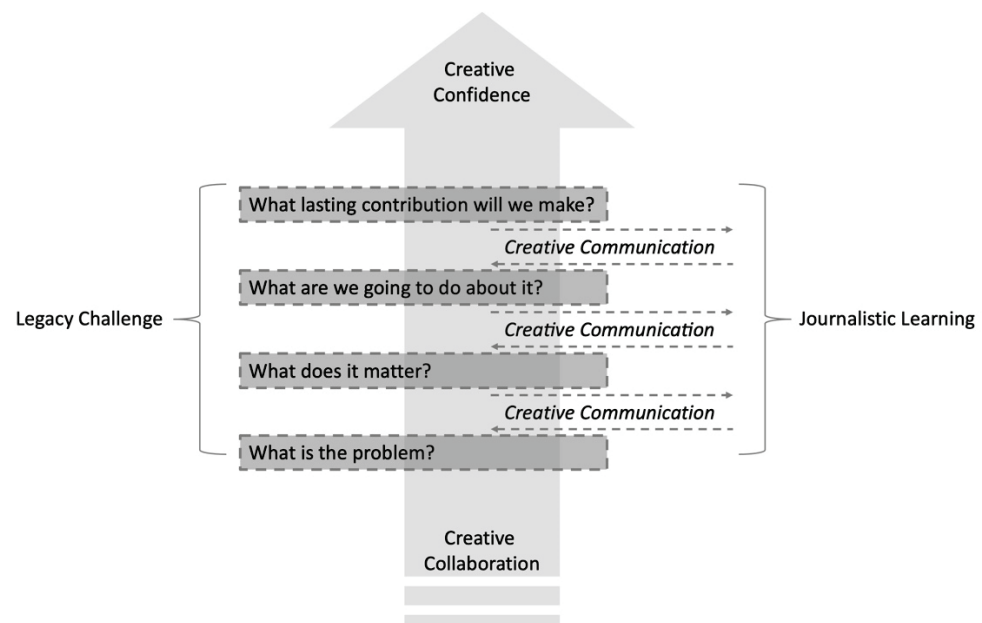 Creative
Confidence
What lasting contribution will we make?
Creative Communication
What are we going to do about it?
Legacy Challenge
Journalistic Learning
Creative Communication
What does it matter?
Creative Communication
What is the problem?
Creative
Collaboration